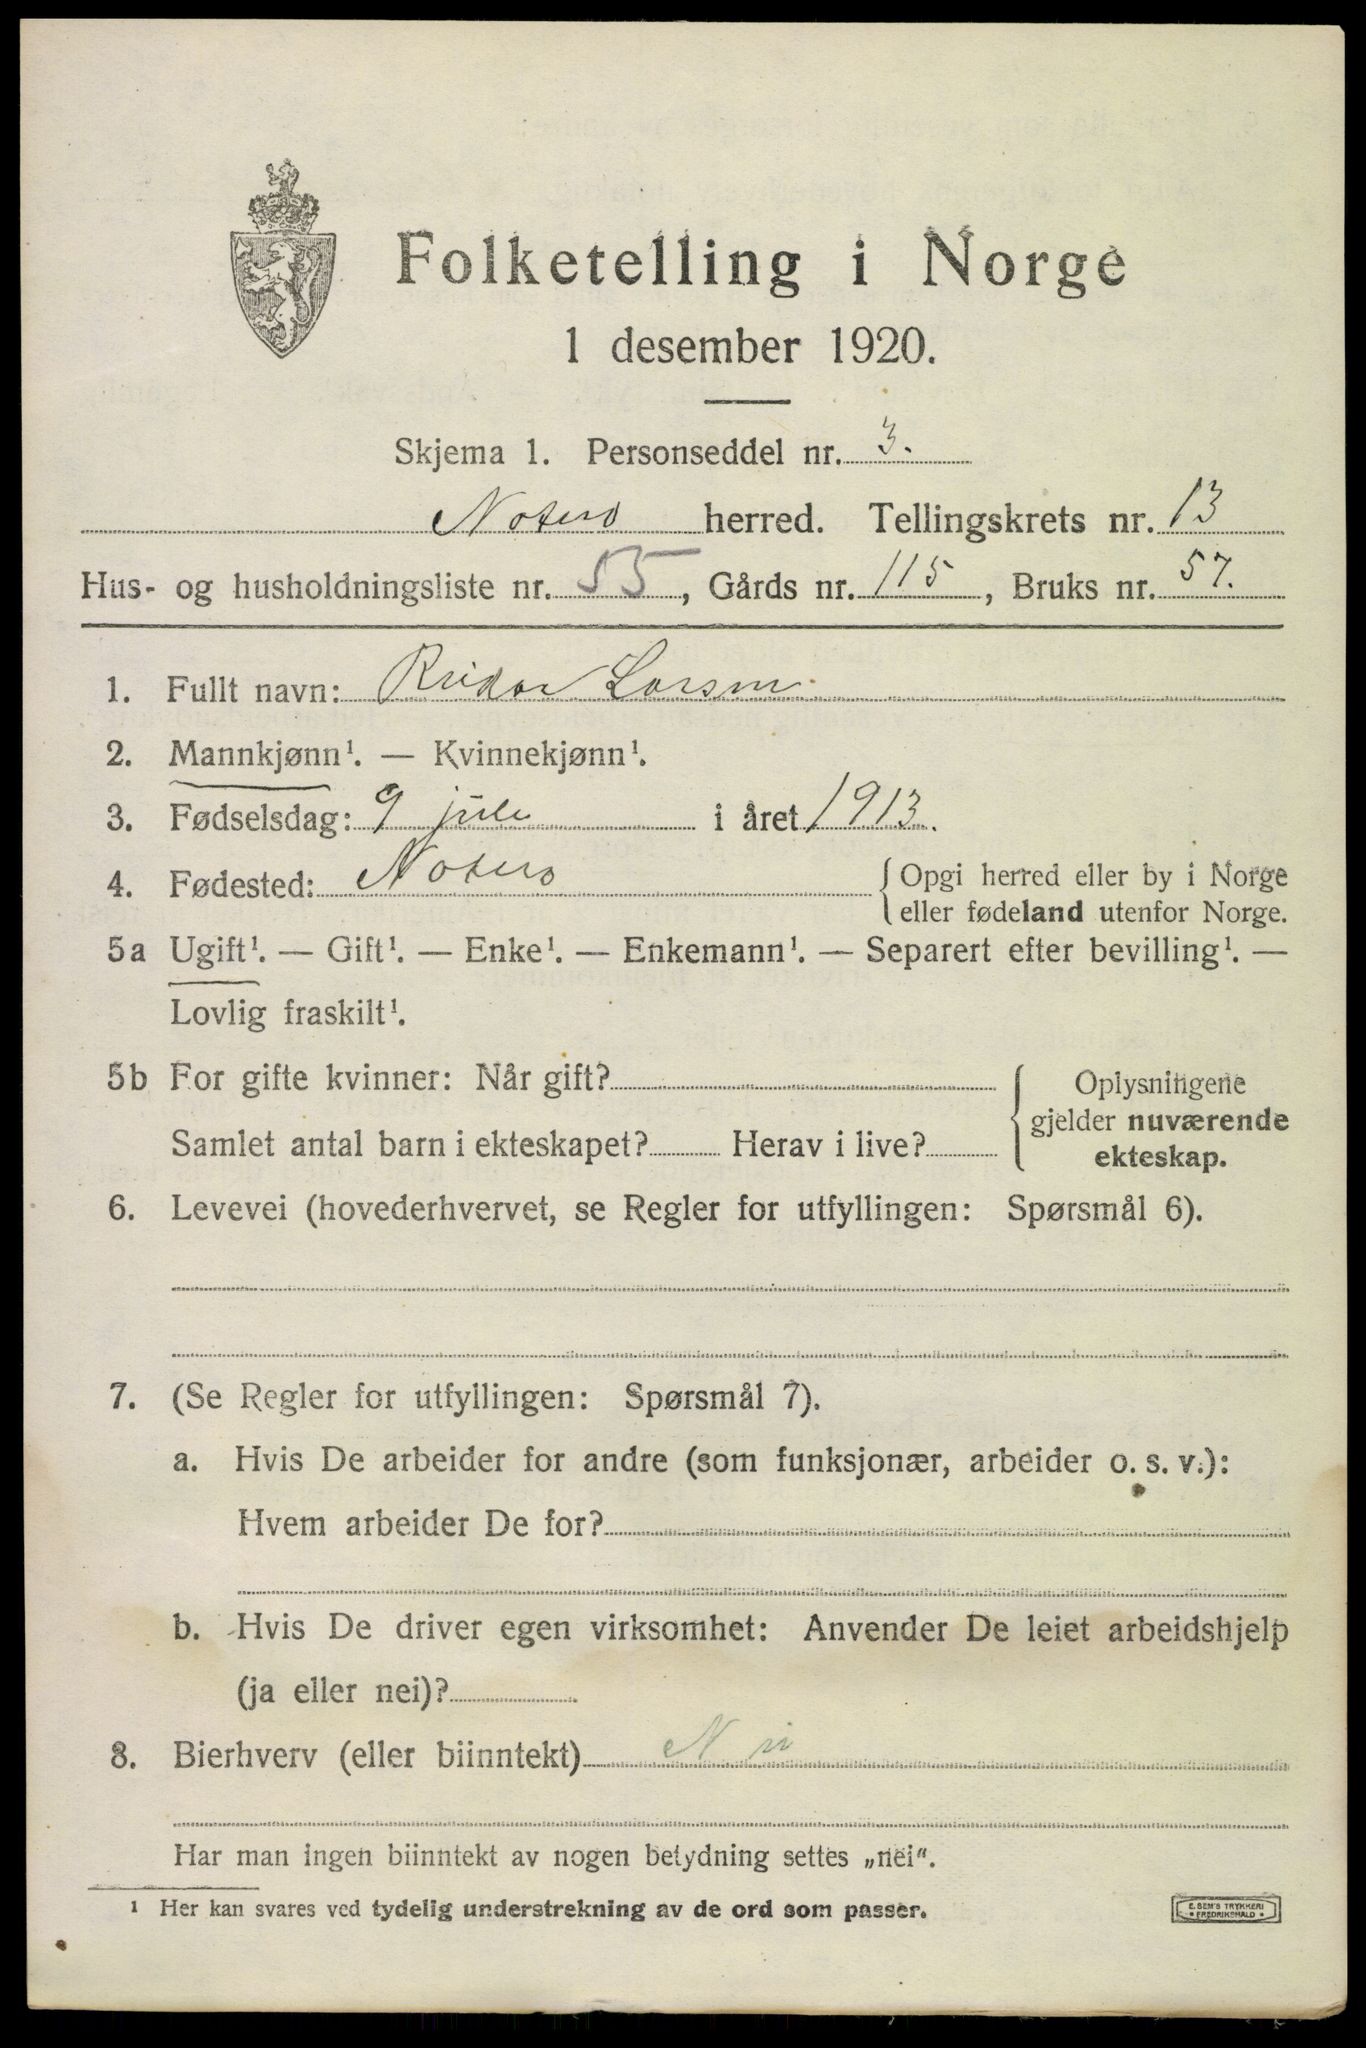 Folketelling i Norge
1 desember 1920.
Skjema 1. Personseddel nr. 3.
Nøterø herred. Tellingskrets nr. 13
Hus- og husholdningsliste nr. 55, Gårds nr. 115, Bruks nr. 57.
1. Fullt navn: Reidar Larsen
2. Mannkjønn¹. — Kvinnekjønn¹.
3. Fødselsdag: 9 juli i året 1913.
4. Fødested: Nøterø { Opgi herred eller by i Norge
eller fødeland utenfor Norge.
5a Ugift¹. — Gift¹. — Enke¹. — Enkemann¹. — Separert efter bevilling¹. —
Lovlig fraskilt¹.
5b For gifte kvinner: Når gift? { Oplysningene
gjelder nuværende
Samlet antal barn i ekteskapet? Herav i live?
ekteskap.
6. Levevei (hovederhvervet, se Regler for utfyllingen: Spørsmål 6).
7. (Se Regler for utfyllingen: Spørsmål 7).
a. Hvis De arbeider for andre (som funksjonær, arbeider o. s. v.):
Hvem arbeider De for?
b. Hvis De driver egen virksomhet: Anvender De leiet arbeidshjelp
(ja eller nei)?
8. Bierhverv (eller biinntekt) Nei
Har man ingen biinntekt av nogen betydning settes „nei“.
¹ Her kan svares ved tydelig understrekning av de ord som passer.
E. SEM'S TRYKKERI
* FREDRIKSHALD *